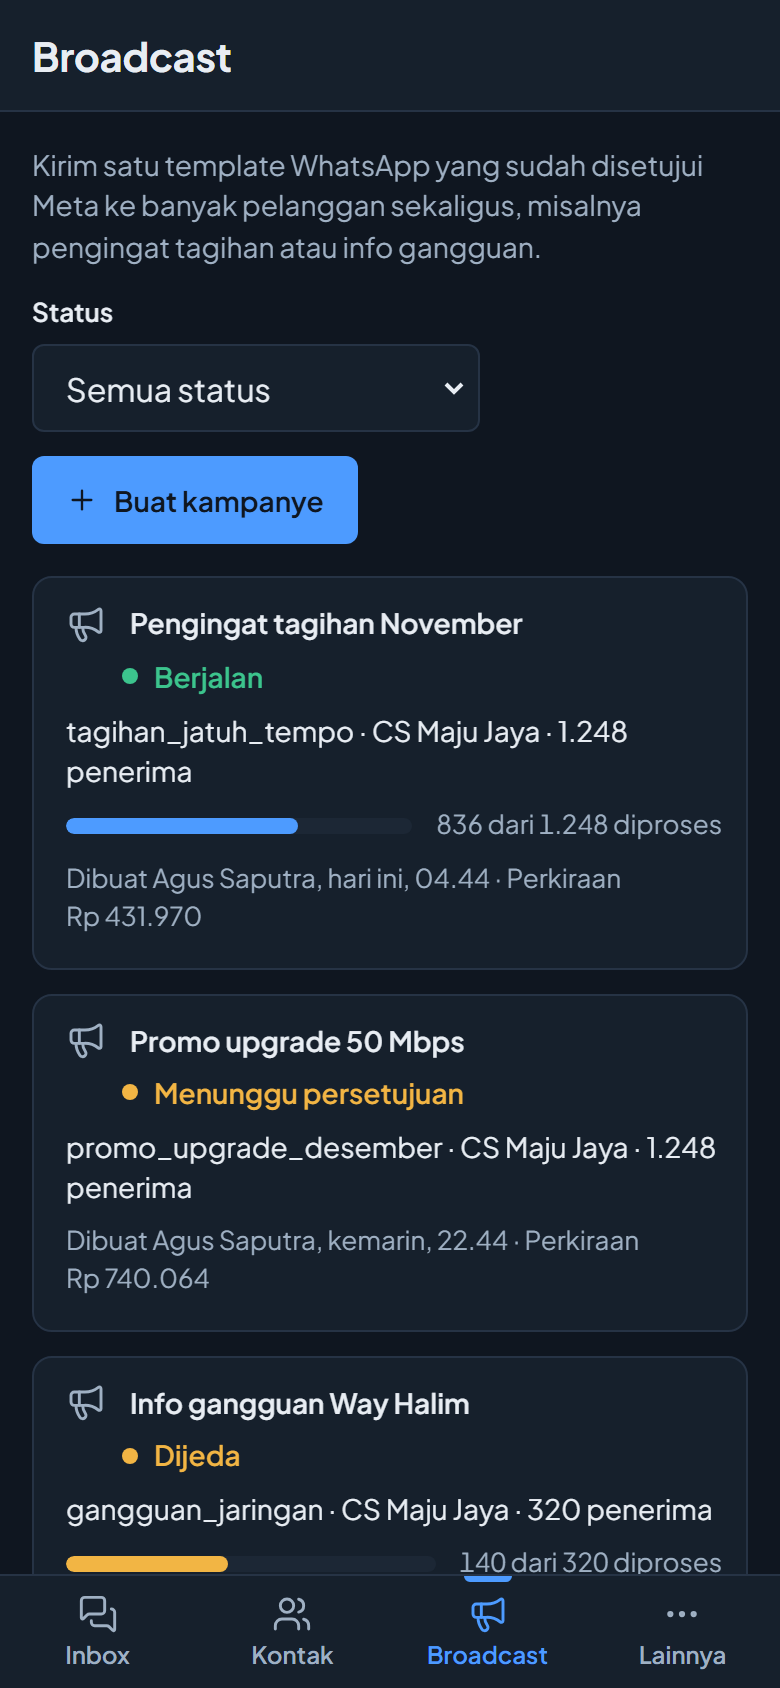 Broadcast
Kirim satu template WhatsApp yang sudah disetujui
Meta ke banyak pelanggan sekaligus, misalnya
pengingat tagihan atau info gangguan.
Status
Semua status
Buat kampanye
Pengingat tagihan November
Berjalan
tagihan_jatuh_tempo · CS Maju Jaya · 1.248
penerima
836 dari 1.248 diproses
Dibuat Agus Saputra, hari ini, 04.44 · Perkiraan
Rp 431.970
Promo upgrade 50 Mbps
Menunggu persetujuan
promo_upgrade_desember · CS Maju Jaya · 1.248
penerima
Dibuat Agus Saputra, kemarin, 22.44 · Perkiraan
Rp 740.064
Info gangguan Way Halim
Dijeda
gangguan_jaringan · CS Maju Jaya · 320 penerima
140 dari 320 diproses
Inbox
Kontak
Broadcast
Lainnya